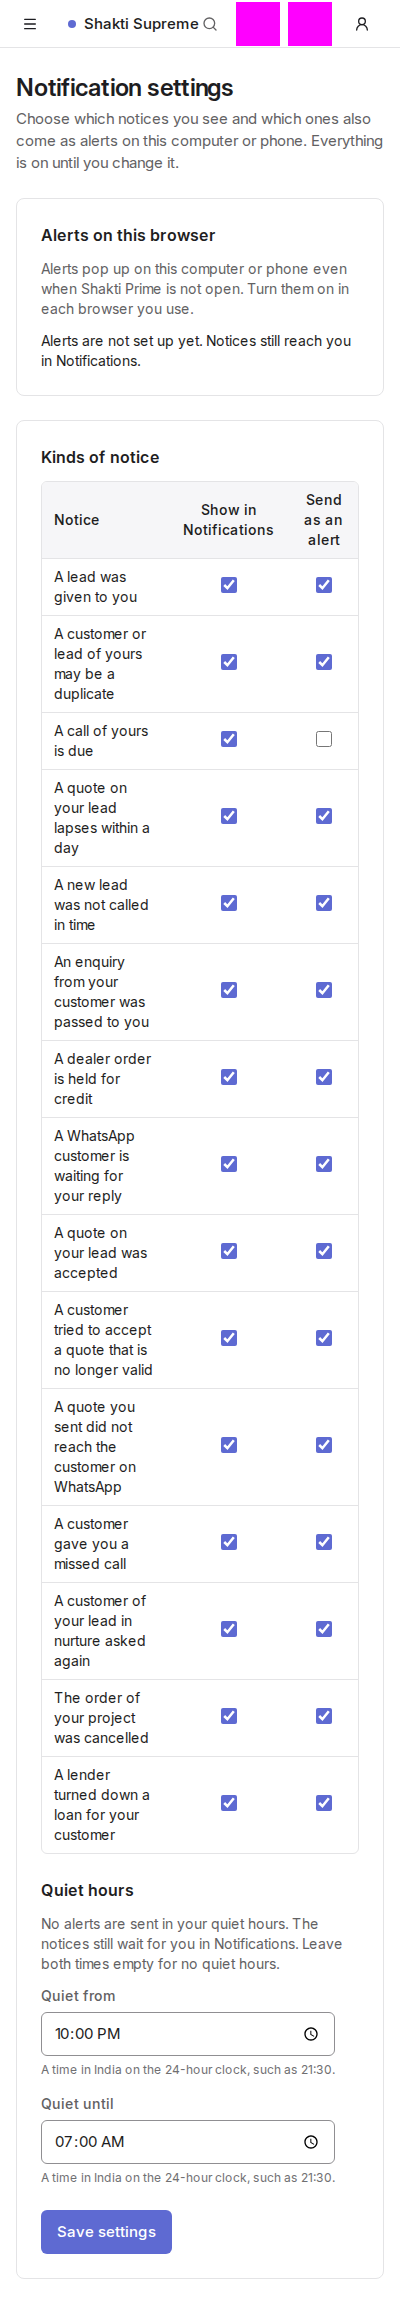 Shakti Supreme
Notification settings
Choose which notices you see and which ones also
come as alerts on this computer or phone. Everything
is on until you change it.
Alerts on this browser
Alerts pop up on this computer or phone even
when Shakti Prime is not open. Turn them on in
each browser you use.
Alerts are not set up yet. Notices still reach you
in Notifications.
Kinds of notice
Notice
Show in
Notifications
Send
as an
alert
A lead was
given to you
A customer or
lead of yours
may be a
duplicate
A call of yours
is due
A quote on
your lead
lapses within a
day
A new lead
was not called
in time
An enquiry
from your
customer was
passed to you
A dealer order
is held for
credit
A WhatsApp
customer is
waiting for
your reply
A quote on
your lead was
accepted
A customer
tried to accept
a quote that is
no longer valid
A quote you
sent did not
reach the
customer on
WhatsApp
A customer
gave you a
missed call
A customer of
your lead in
nurture asked
again
The order of
your project
was cancelled
A lender
turned down a
loan for your
customer
Quiet hours
No alerts are sent in your quiet hours. The
notices still wait for you in Notifications. Leave
both times empty for no quiet hours.
Quiet from
10:00 PM
A time in India on the 24-hour clock, such as 21:30.
Quiet until
07:00 AM
A time in India on the 24-hour clock, such as 21:30.
Save settings